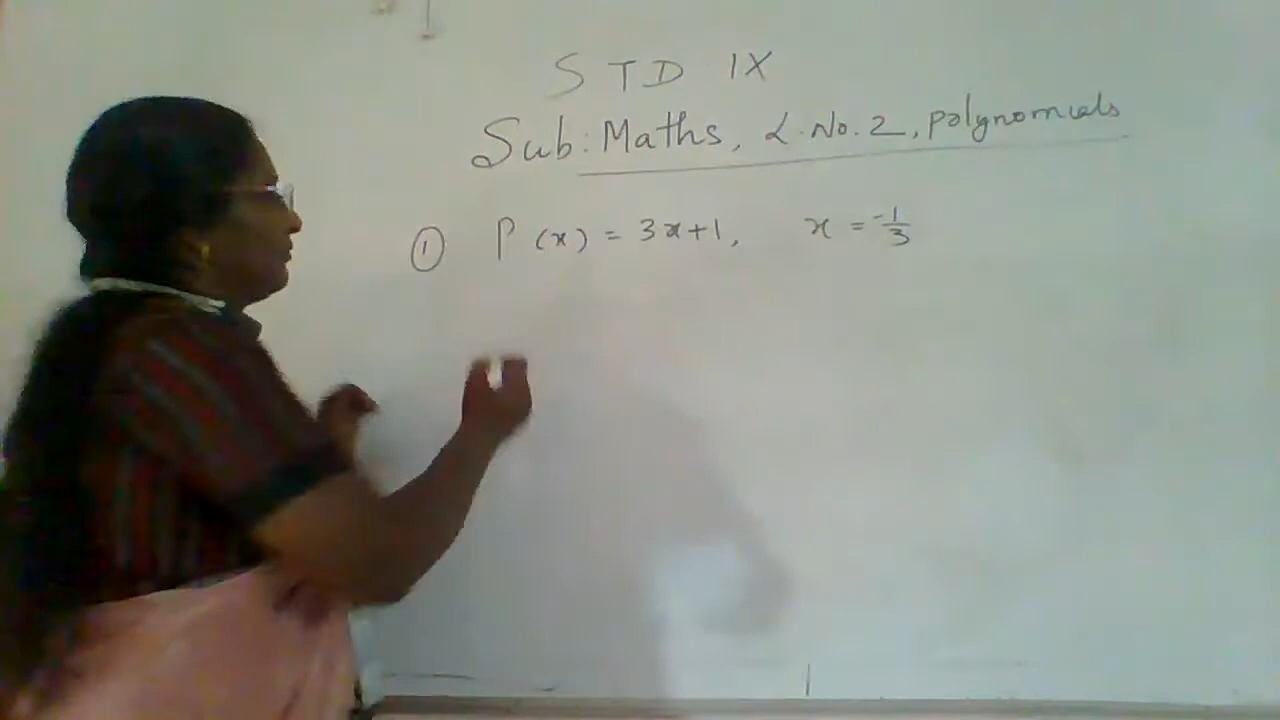 STD IX
Sub: Maths, L.No.2, polynomials
① P(x) = 3x+1, x = -1/3